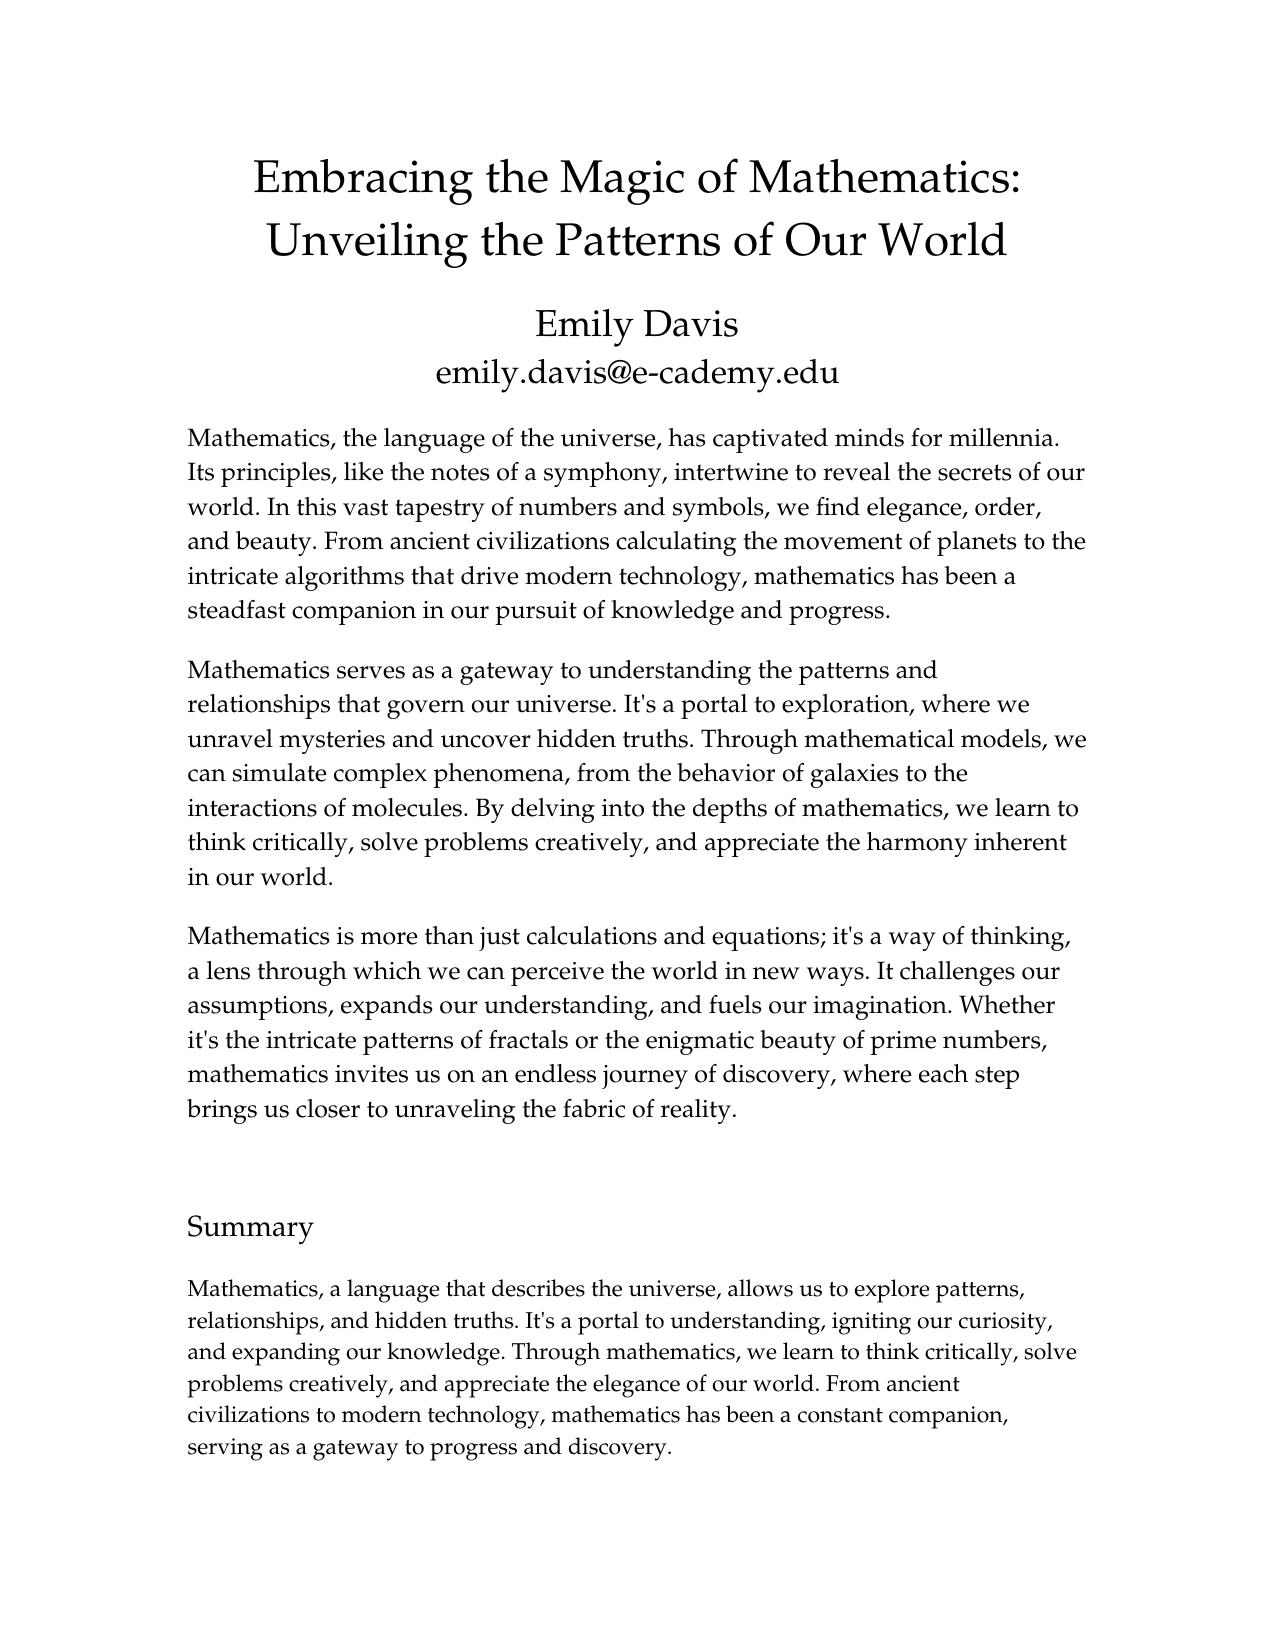 Embracing the Magic of Mathematics:
Unveiling the Patterns of Our World
Emily Davis
emily.davis@e-cademy.edu
Mathematics, the language of the universe, has captivated minds for millennia.
Its principles, like the notes of a symphony, intertwine to reveal the secrets of our
world. In this vast tapestry of numbers and symbols, we find elegance, order,
and beauty. From ancient civilizations calculating the movement of planets to the
intricate algorithms that drive modern technology, mathematics has been a
steadfast companion in our pursuit of knowledge and progress.
Mathematics serves as a gateway to understanding the patterns and
relationships that govern our universe. It's a portal to exploration, where we
unravel mysteries and uncover hidden truths. Through mathematical models, we
can simulate complex phenomena, from the behavior of galaxies to the
interactions of molecules. By delving into the depths of mathematics, we learn to
think critically, solve problems creatively, and appreciate the harmony inherent
in our world.
Mathematics is more than just calculations and equations; it's a way of thinking,
a lens through which we can perceive the world in new ways. It challenges our
assumptions, expands our understanding, and fuels our imagination. Whether
it's the intricate patterns of fractals or the enigmatic beauty of prime numbers,
mathematics invites us on an endless journey of discovery, where each step
brings us closer to unraveling the fabric of reality.
Summary
Mathematics, a language that describes the universe, allows us to explore patterns,
relationships, and hidden truths. It's a portal to understanding, igniting our curiosity,
and expanding our knowledge. Through mathematics, we learn to think critically, solve
problems creatively, and appreciate the elegance of our world. From ancient
civilizations to modern technology, mathematics has been a constant companion,
serving as a gateway to progress and discovery.